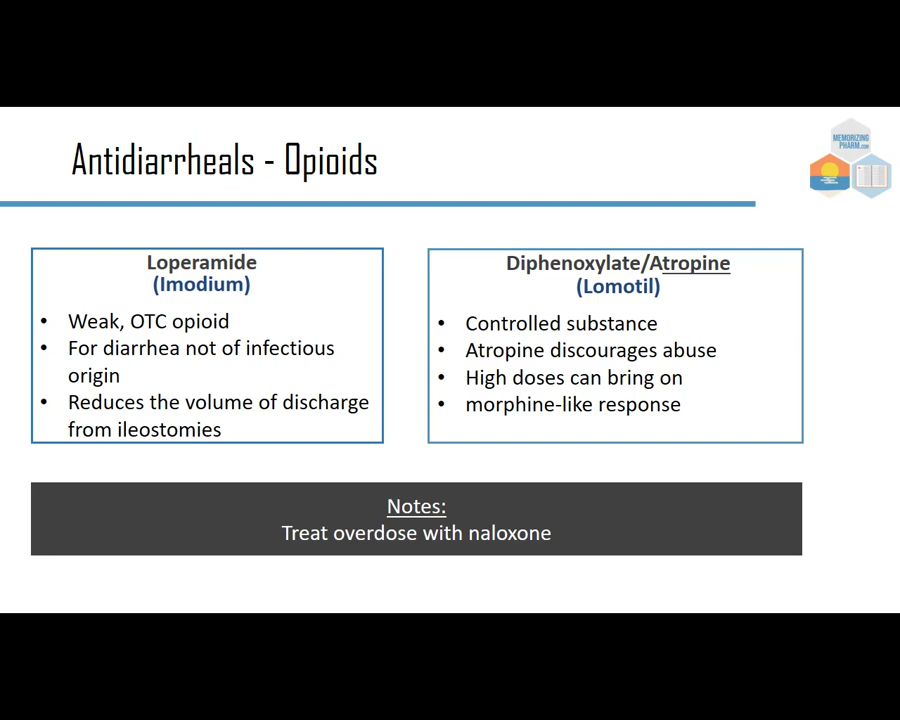 Antidiarrheals - Opioids
MEMORIZING
PHARM.COM
Loperamide
(Imodium)
• Weak, OTC opioid
• For diarrhea not of infectious
origin
• Reduces the volume of discharge
from ileostomies
Diphenoxylate/Atropine
(Lomotil)
• Controlled substance
• Atropine discourages abuse
• High doses can bring on
• morphine-like response
Notes:
Treat overdose with naloxone